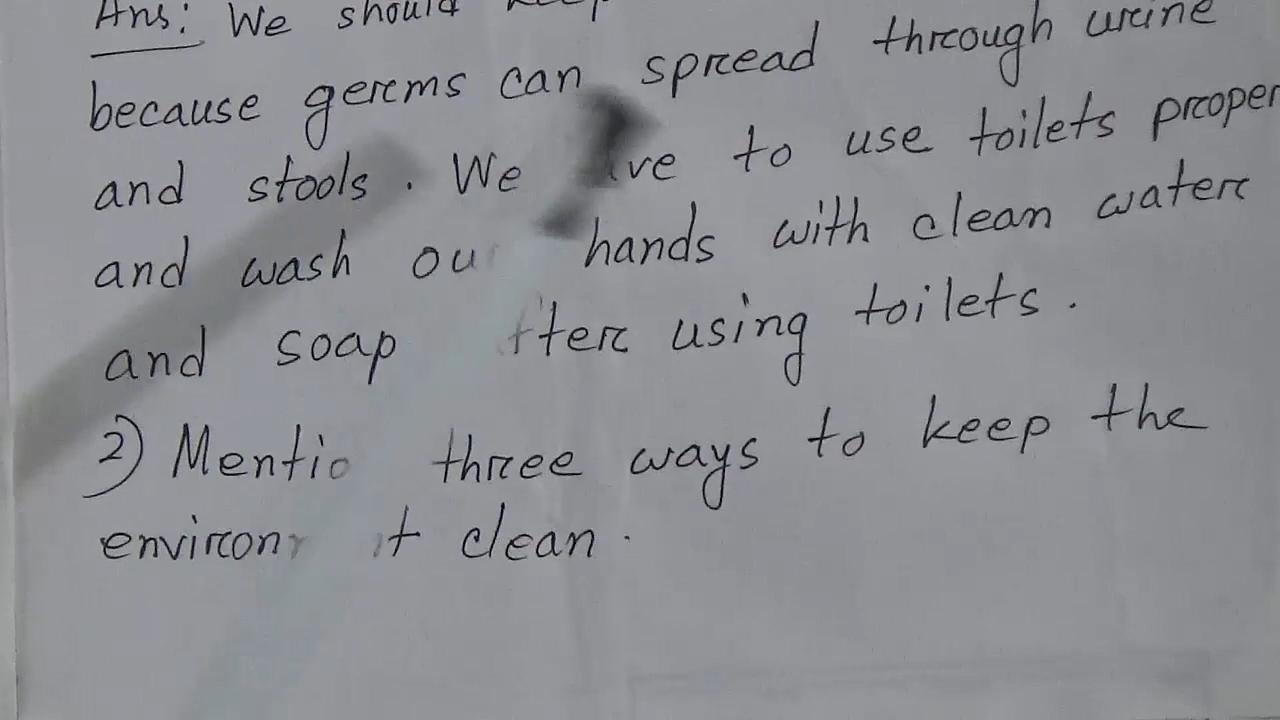 Ans: We should keep
because germs can spread through urine
and stools. We to use toilets proper
and wash hands with clean water
and soap using toilets.
2) three ways to keep the
clean.